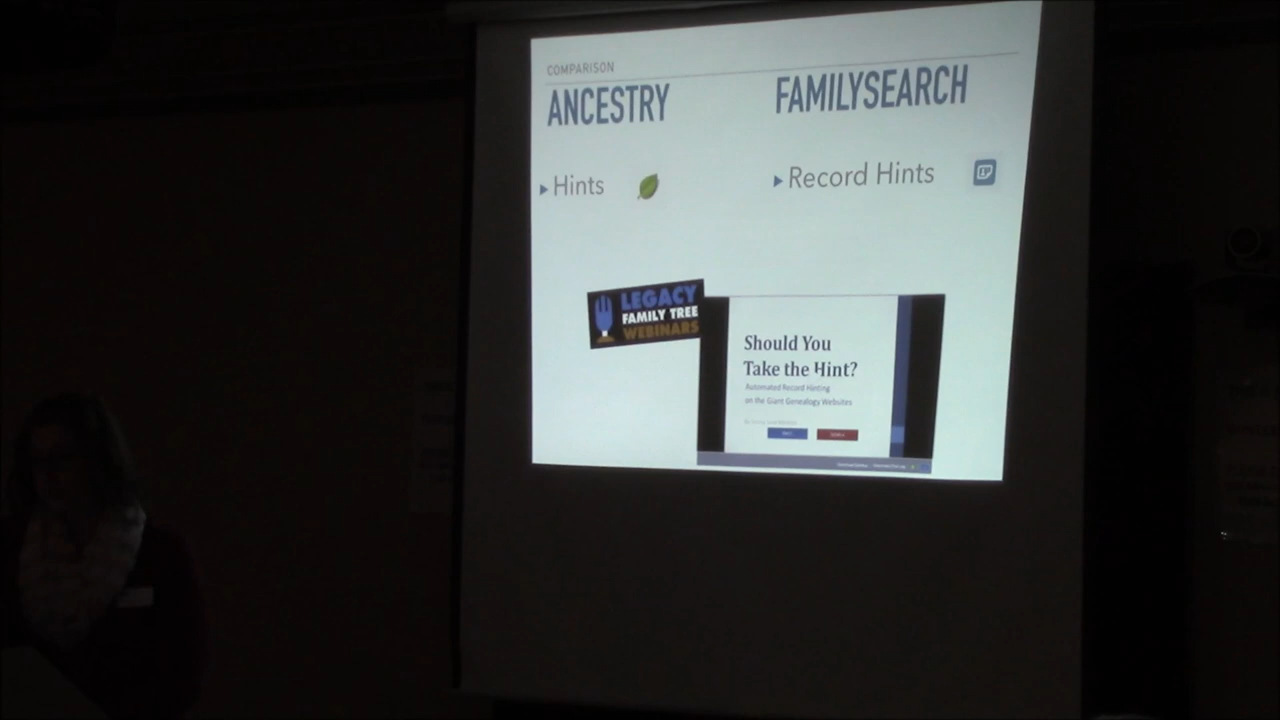 COMPARISON
ANCESTRY
FAMILYSEARCH
Hints
Record Hints
LEGACY
FAMILY TREE
WEBINARS
Should You
Take the Hint?
Automated Record Hinting
on the Giant Genealogy Websites